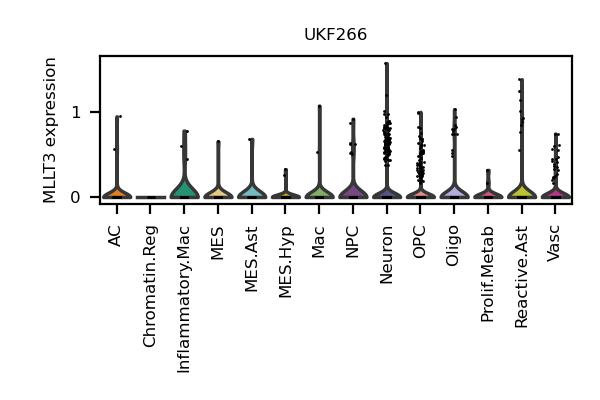 UKF266
MLLT3 expression
1
0
AC
Chromatin.Reg
Inflammatory.Mac
MES
MES.Ast
MES.Hyp
Mac
NPC
Neuron
OPC
Oligo
Prolif.Metab
Reactive.Ast
Vasc